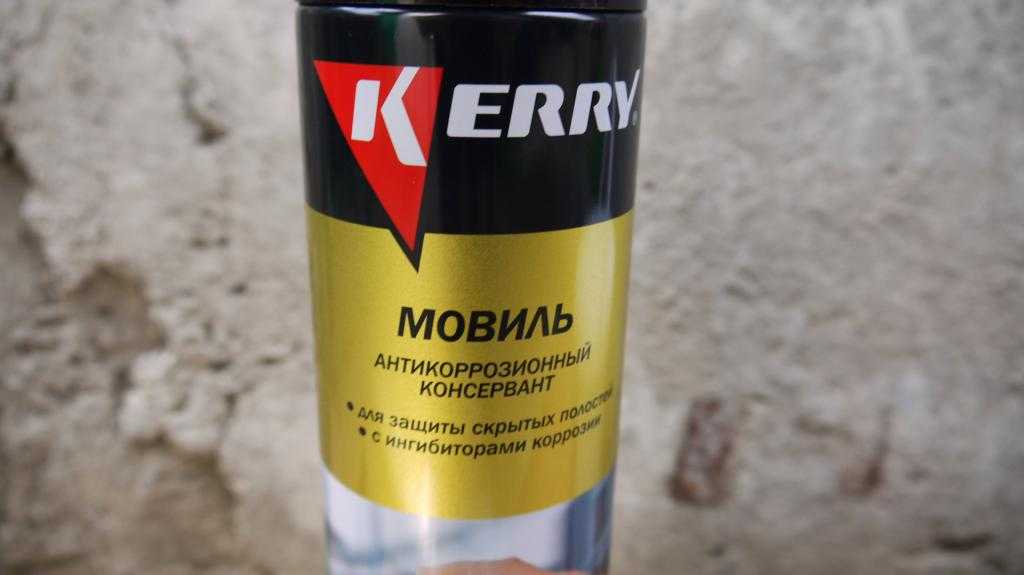 KERRY®
МОВИЛЬ
АНТИКОРРОЗИОННЫЙ
КОНСЕРВАНТ
• для защиты скрытых полостей
• с ингибиторами коррозии